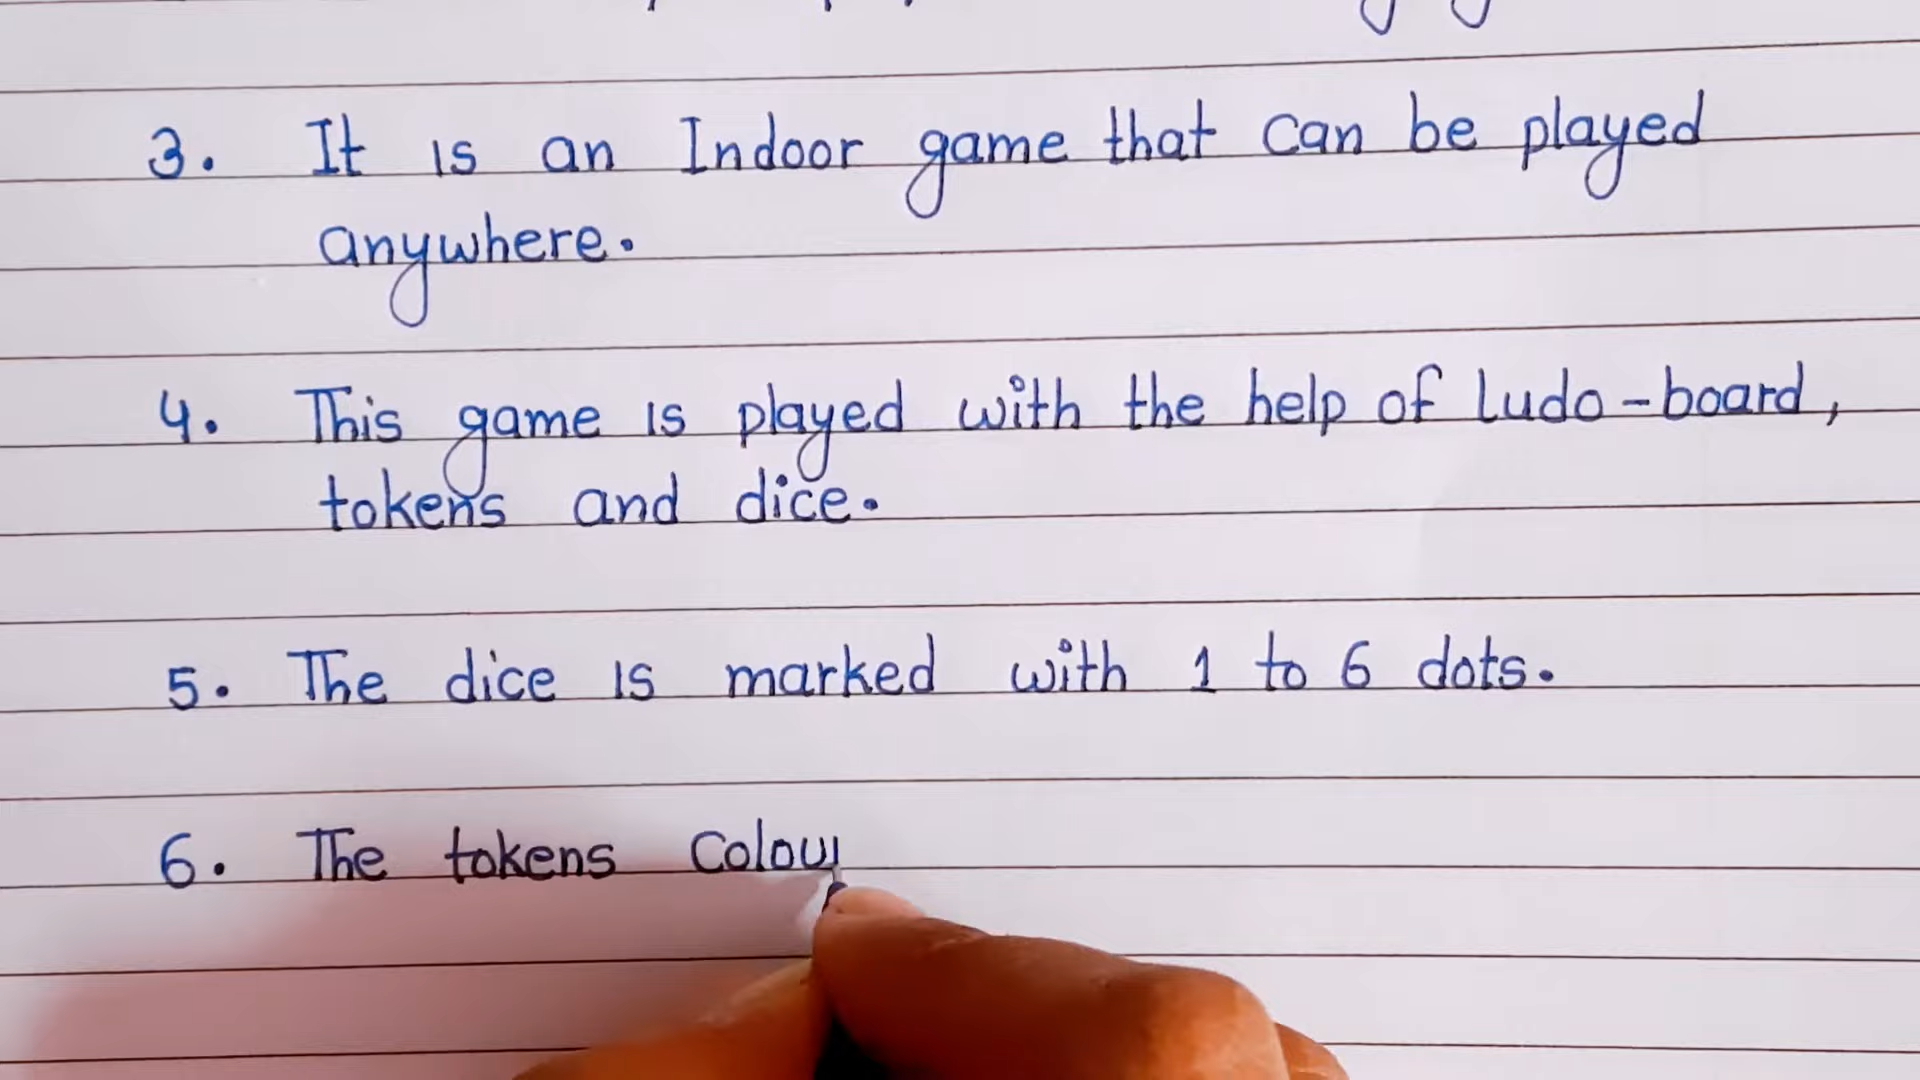 3. It is an Indoor game that can be played
anywhere.
4. This game is played with the help of ludo-board,
tokens and dice.
5. The dice is marked with 1 to 6 dots.
6. The tokens Colou